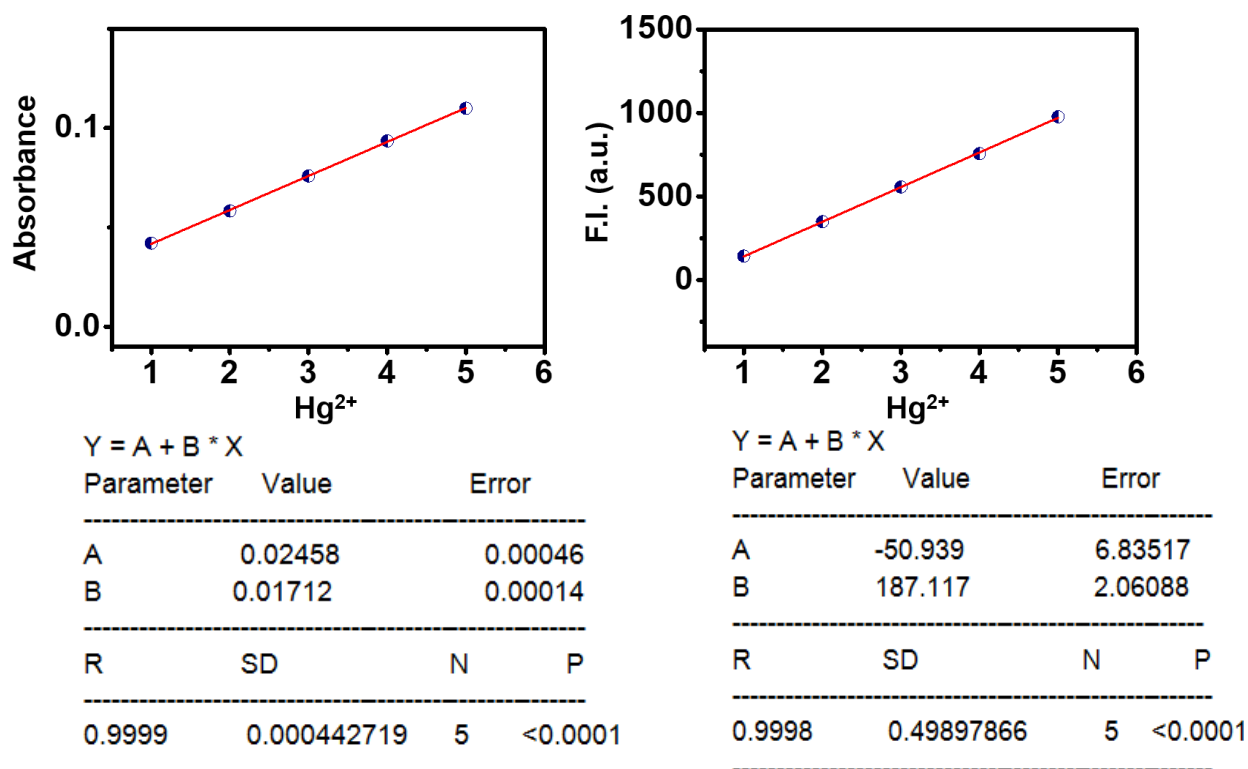 Absorbance
0.1
0.0
1 2 3 4 5 6
Hg²⁺
Y = A + B * X
Parameter Value Error
------------------------------------------------------------
A 0.02458 0.00046
B 0.01712 0.00014
------------------------------------------------------------
R SD N P
------------------------------------------------------------
0.9999 0.000442719 5 <0.0001
F.I. (a.u.)
1500
1000
500
0
1 2 3 4 5 6
Hg²⁺
Y = A + B * X
Parameter Value Error
------------------------------------------------------------
A -50.939 6.83517
B 187.117 2.06088
------------------------------------------------------------
R SD N P
------------------------------------------------------------
0.9998 0.49897866 5 <0.0001
------------------------------------------------------------